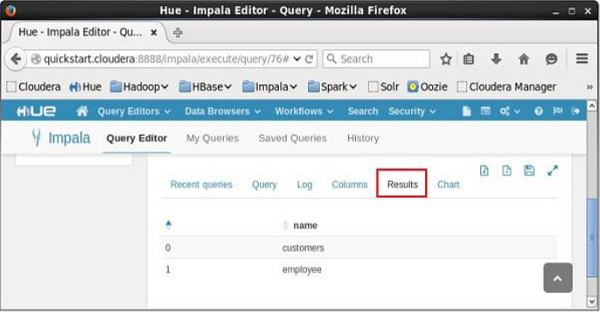 Hue - Impala Editor - Query - Mozilla Firefox
Hue - Impala Editor - Qu...
quickstart.cloudera:8888/impala/execute/query/76# Search
Cloudera Hue Hadoop HBase Impala Spark Solr Oozie Cloudera Manager
HUE Query Editors Data Browsers Workflows Search Security
Impala Query Editor My Queries Saved Queries History
Recent queries Query Log Columns Results Chart
name
0 customers
1 employee